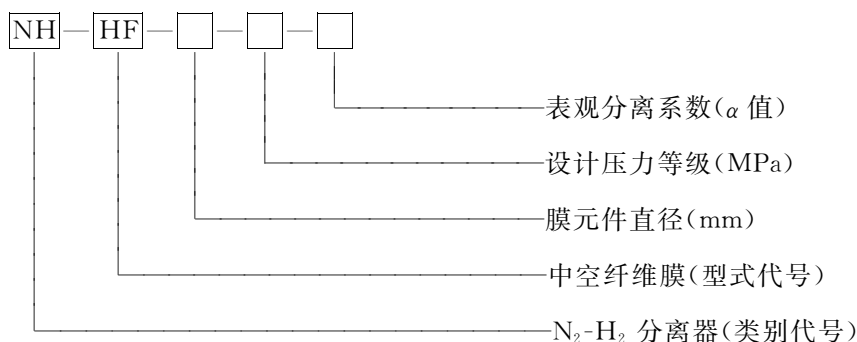 NH—HF—□—□—□
表观分离系数(α 值)
设计压力等级(MPa)
膜元件直径(mm)
中空纤维膜(型式代号)
N₂-H₂ 分离器(类别代号)